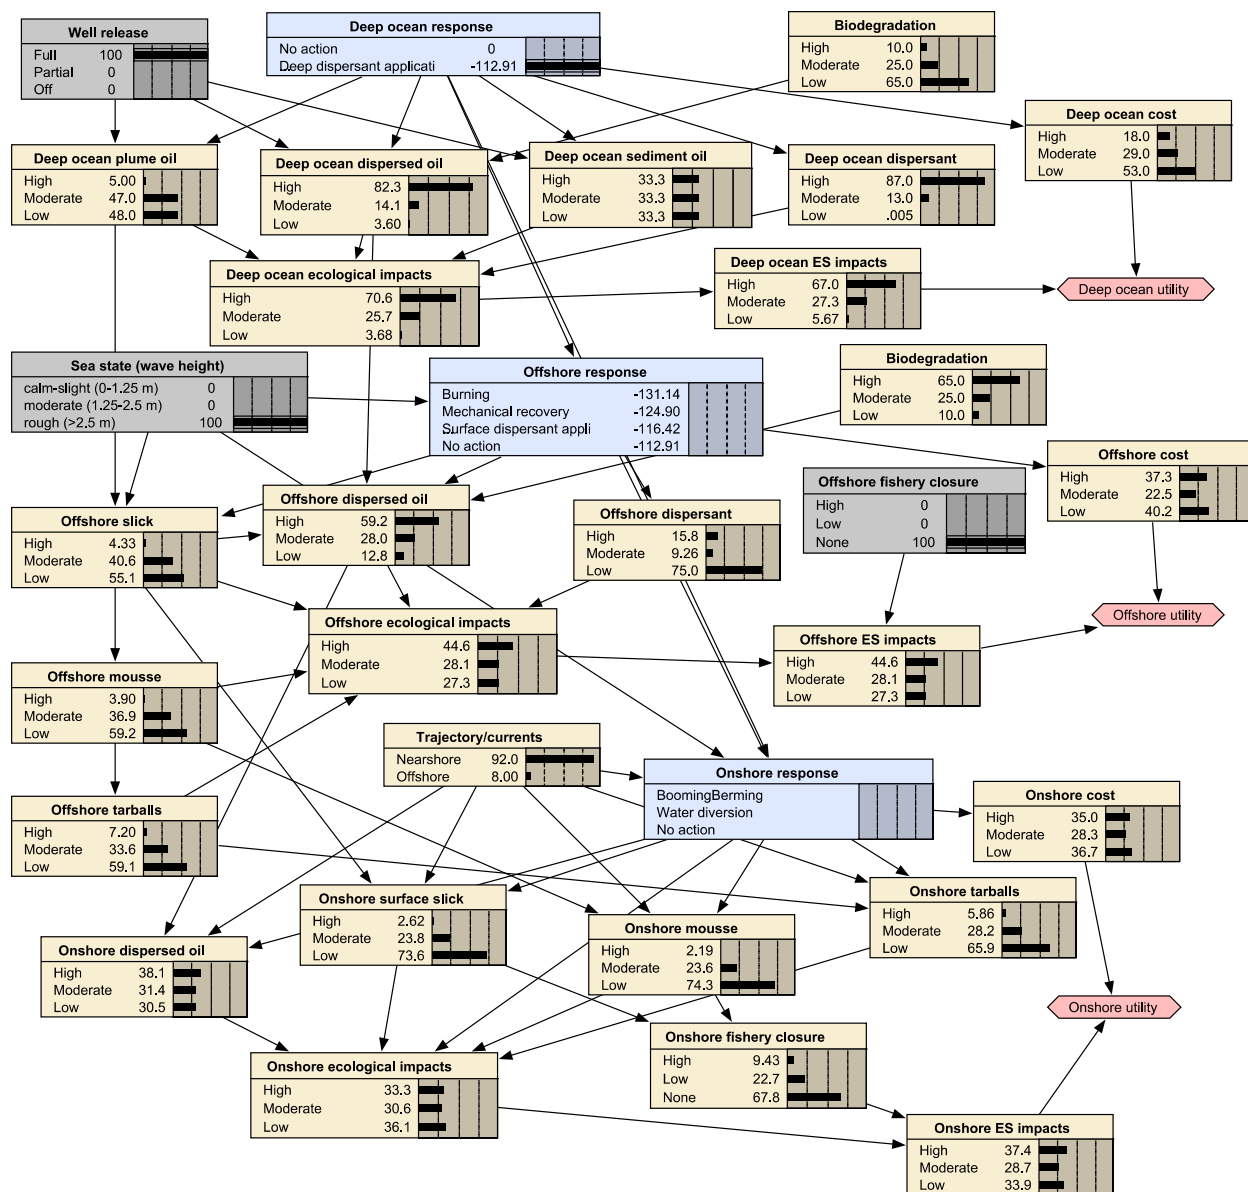 Well release
Full 100
Partial 0
Off 0
Deep ocean response
No action 0
Deep dispersant applicati -112.91
Biodegradation
High 10.0
Moderate 25.0
Low 65.0
Deep ocean cost
High 18.0
Moderate 29.0
Low 53.0
Deep ocean plume oil
High 5.00
Moderate 47.0
Low 48.0
Deep ocean dispersed oil
High 82.3
Moderate 14.1
Low 3.60
Deep ocean sediment oil
High 33.3
Moderate 33.3
Low 33.3
Deep ocean dispersant
High 87.0
Moderate 13.0
Low .005
Deep ocean ecological impacts
High 70.6
Moderate 25.7
Low 3.68
Deep ocean ES impacts
High 67.0
Moderate 27.3
Low 5.67
Deep ocean utility
Sea state (wave height)
calm-slight (0-1.25 m) 0
moderate (1.25-2.5 m) 0
rough (>2.5 m) 100
Offshore response
Burning -131.14
Mechanical recovery -124.90
Surface dispersant appli -116.42
No action -112.91
Biodegradation
High 65.0
Moderate 25.0
Low 10.0
Offshore cost
High 37.3
Moderate 22.5
Low 40.2
Offshore fishery closure
High 0
Low 0
None 100
Offshore slick
High 4.33
Moderate 40.6
Low 55.1
Offshore dispersed oil
High 59.2
Moderate 28.0
Low 12.8
Offshore dispersant
High 15.8
Moderate 9.26
Low 75.0
Offshore utility
Offshore ecological impacts
High 44.6
Moderate 28.1
Low 27.3
Offshore ES impacts
High 44.6
Moderate 28.1
Low 27.3
Offshore mousse
High 3.90
Moderate 36.9
Low 59.2
Trajectory/currents
Nearshore 92.0
Offshore 8.00
Onshore response
BoomingBerming
Water diversion
No action
Onshore cost
High 35.0
Moderate 28.3
Low 36.7
Offshore tarballs
High 7.20
Moderate 33.6
Low 59.1
Onshore surface slick
High 2.62
Moderate 23.8
Low 73.6
Onshore tarballs
High 5.86
Moderate 28.2
Low 65.9
Onshore dispersed oil
High 38.1
Moderate 31.4
Low 30.5
Onshore mousse
High 2.19
Moderate 23.6
Low 74.3
Onshore utility
Onshore fishery closure
High 9.43
Low 22.7
None 67.8
Onshore ecological impacts
High 33.3
Moderate 30.6
Low 36.1
Onshore ES impacts
High 37.4
Moderate 28.7
Low 33.9